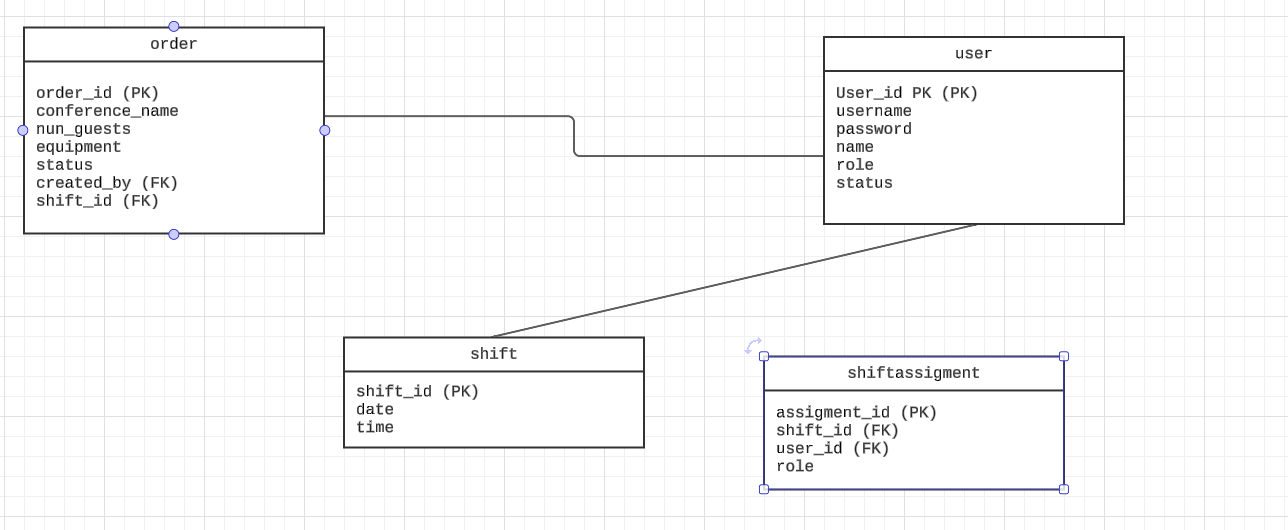 order
order_id (PK)
conference_name
nun_guests
equipment
status
created_by (FK)
shift_id (FK)
user
User_id PK (PK)
username
password
name
role
status
shift
shift_id (PK)
date
time
shiftassigment
assigment_id (PK)
shift_id (FK)
user_id (FK)
role